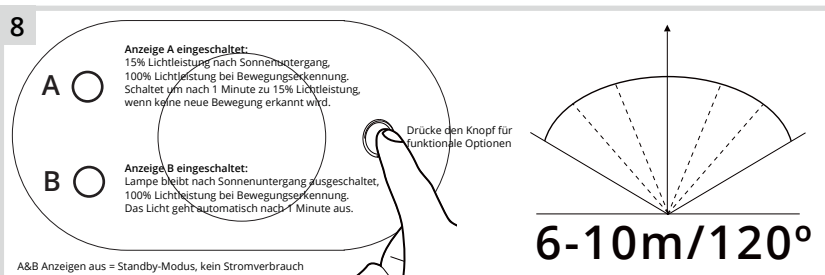 8
A
Anzeige A eingeschaltet:
15% Lichtleistung nach Sonnenuntergang,
100% Lichtleistung bei Bewegungserkennung.
Schaltet um nach 1 Minute zu 15% Lichtleistung,
wenn keine neue Bewegung erkannt wird.
Drücke den Knopf für
funktionale Optionen
B
Anzeige B eingeschaltet:
Lampe bleibt nach Sonnenuntergang ausgeschaltet,
100% Lichtleistung bei Bewegungserkennung.
Das Licht geht automatisch nach 1 Minute aus.
A&B Anzeigen aus = Standby-Modus, kein Stromverbrauch
6-10m/120º